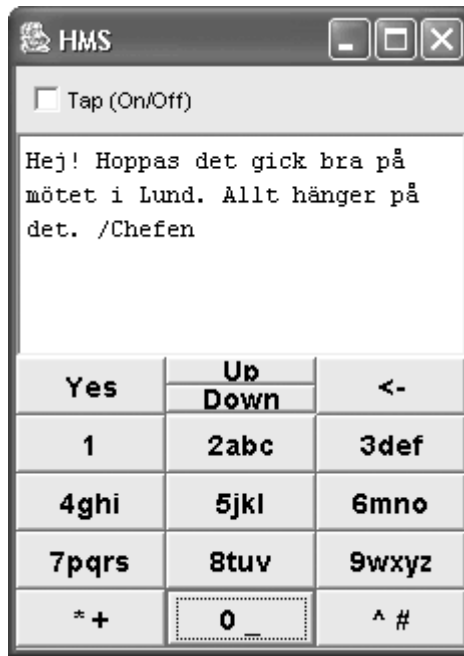 HMS
Tap (On/Off)
Hej! Hoppas det gick bra på
mötet i Lund. Allt hänger på
det. /Chefen
Yes
Up
Down
<-
1
2abc
3def
4ghi
5jkl
6mno
7pqrs
8tuv
9wxyz
* +
0 _
^ #